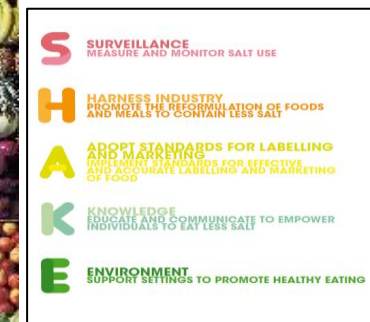 S
SURVEILLANCE
MEASURE AND MONITOR SALT USE
H
HARNESS INDUSTRY
PROMOTE THE REFORMULATION OF FOODS
AND MEALS TO CONTAIN LESS SALT
A
ADOPT STANDARDS FOR LABELLING
AND MARKETING
IMPLEMENT STANDARDS FOR EFFECTIVE
AND ACCURATE LABELLING AND MARKETING
OF FOOD
K
KNOWLEDGE
EDUCATE AND COMMUNICATE TO EMPOWER
INDIVIDUALS TO EAT LESS SALT
E
ENVIRONMENT
SUPPORT SETTINGS TO PROMOTE HEALTHY EATING